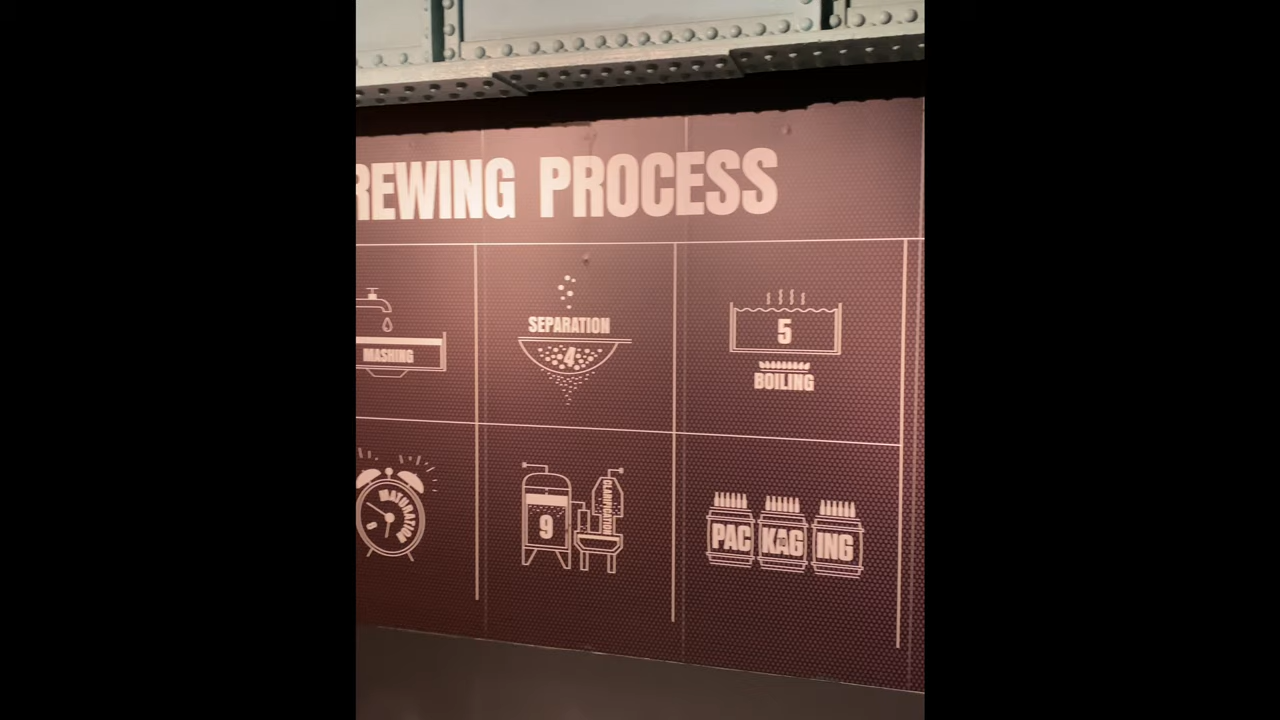 REWING PROCESS
MASHING
SEPARATION
4
5
BOILING
MATURATION
9
CLARIFICATION
PAC KAG ING